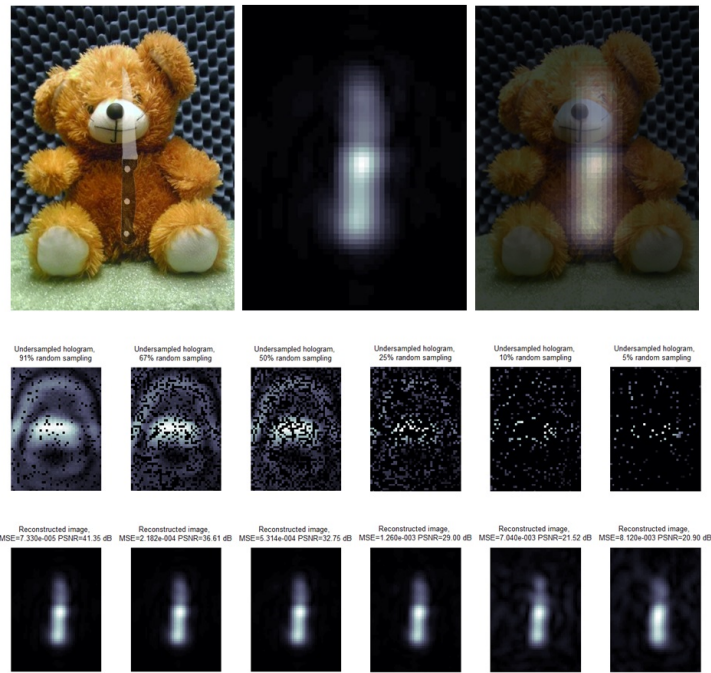 Undersampled hologram,
91% random sampling
Undersampled hologram,
67% random sampling
Undersampled hologram,
50% random sampling
Undersampled hologram,
25% random sampling
Undersampled hologram,
10% random sampling
Undersampled hologram,
5% random sampling
Reconstructed image,
MSE=7.330e-005 PSNR=41.35 dB
Reconstructed image,
MSE=2.182e-004 PSNR=36.61 dB
Reconstructed image,
MSE=5.314e-004 PSNR=32.75 dB
Reconstructed image,
MSE=1.260e-003 PSNR=29.00 dB
Reconstructed image,
MSE=7.040e-003 PSNR=21.52 dB
Reconstructed image,
MSE=8.120e-003 PSNR=20.90 dB